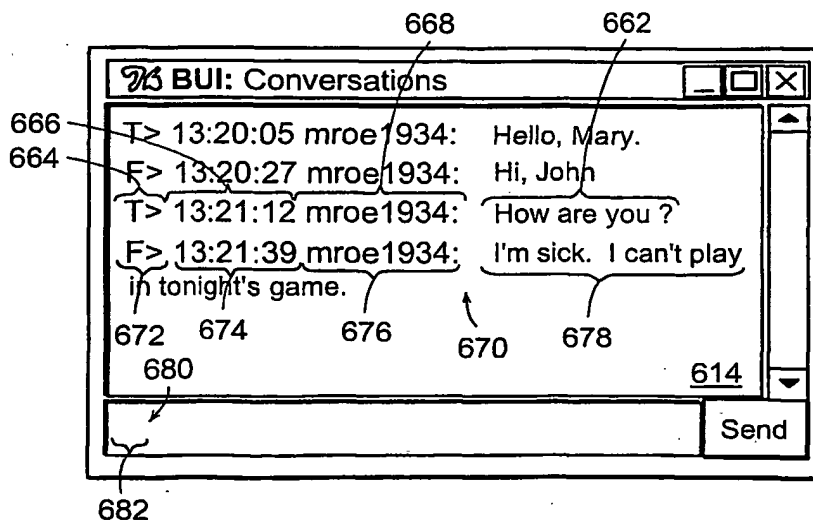 668 662
BUI: Conversations
666
664
T> 13:20:05 mroe1934: Hello, Mary.
F> 13:20:27 mroe1934: Hi, John
T> 13:21:12 mroe1934: How are you ?
F> 13:21:39 mroe1934: I'm sick. I can't play
in tonight's game.
672 674 676 670 678
680
614
Send
682